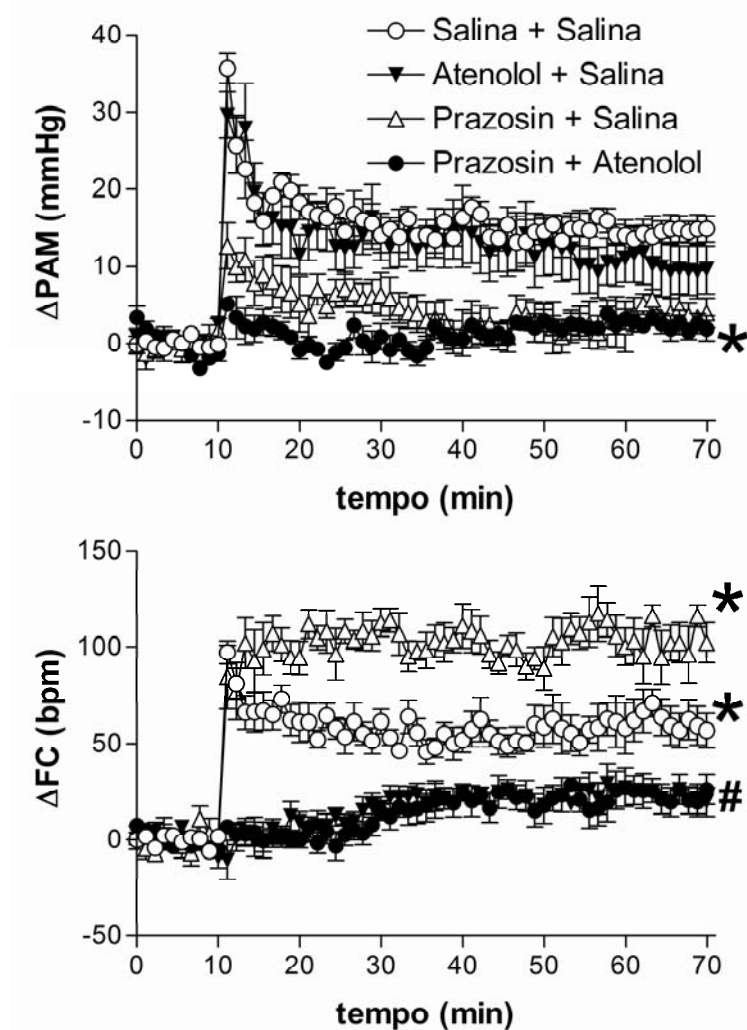 Salina + Salina
Atenolol + Salina
Prazosin + Salina
Prazosin + Atenolol
ΔPAM (mmHg)
40
30
20
10
0
-10
*
0 10 20 30 40 50 60 70
tempo (min)
ΔFC (bpm)
150
100
50
0
-50
*
*
#
0 10 20 30 40 50 60 70
tempo (min)